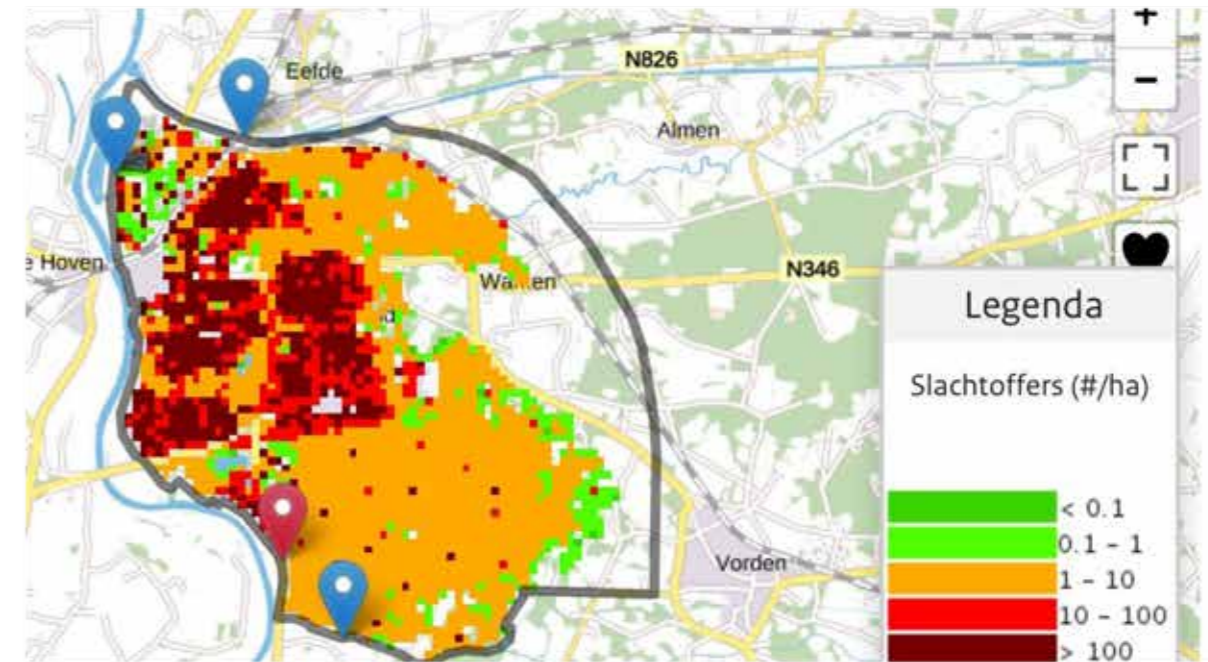 +
Eefde
N826
−
Almen
e Hoven
N346
Legenda
Slachtoffers (#/ha)
< 0.1
0.1 – 1
1 – 10
10 – 100
> 100
Vorden